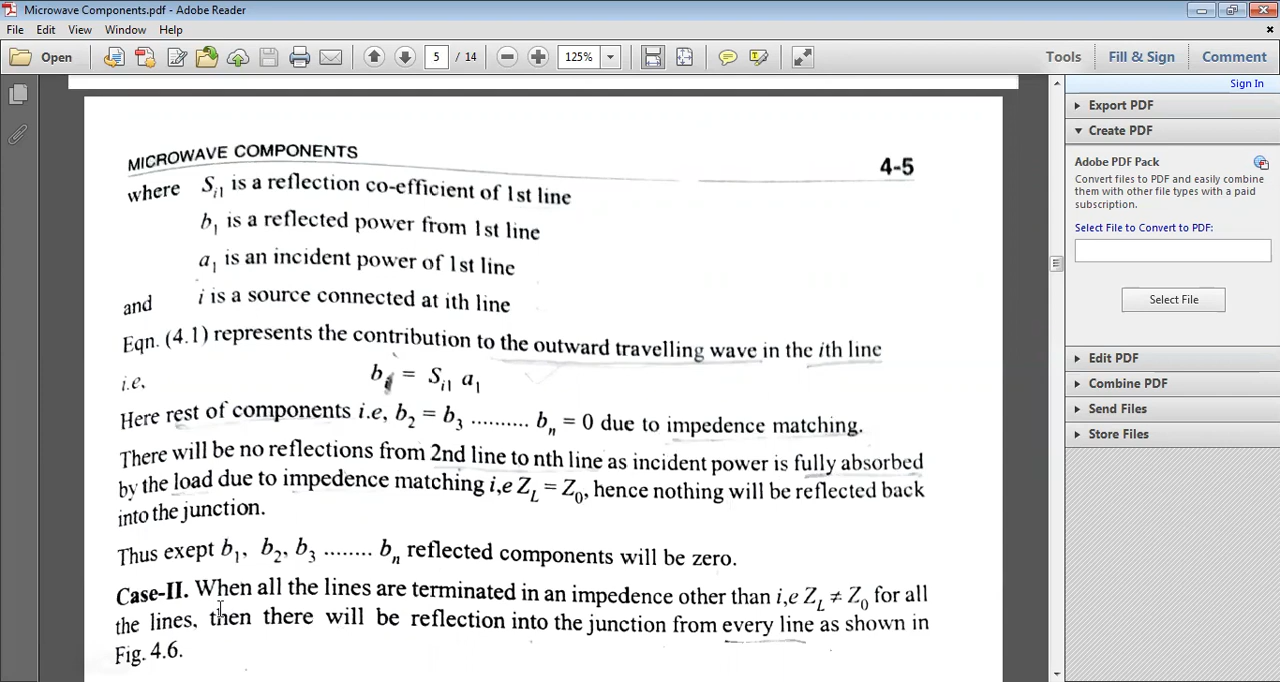 Microwave Components.pdf - Adobe Reader
File Edit View Window Help
Open 5 / 14 125% Tools Fill & Sign Comment
Sign In
Export PDF
Create PDF
Adobe PDF Pack
Convert files to PDF and easily combine
them with other file types with a paid
subscription.
Select File to Convert to PDF:
Select File
Edit PDF
Combine PDF
Send Files
Store Files
MICROWAVE COMPONENTS 4-5
where S_i1 is a reflection co-efficient of 1st line
b_1 is a reflected power from 1st line
a_1 is an incident power of 1st line
and i is a source connected at ith line
Eqn. (4.1) represents the contribution to the outward travelling wave in the ith line
i.e. b_i = S_i1 a_1
Here rest of components i.e, b_2 = b_3 .......... b_n = 0 due to impedence matching.
There will be no reflections from 2nd line to nth line as incident power is fully absorbed
by the load due to impedence matching i,e Z_L = Z_0, hence nothing will be reflected back
into the junction.
Thus exept b_1, b_2, b_3 ........ b_n reflected components will be zero.
Case-II. When all the lines are terminated in an impedence other than i,e Z_L ≠ Z_0 for all
the lines, then there will be reflection into the junction from every line as shown in
Fig. 4.6.